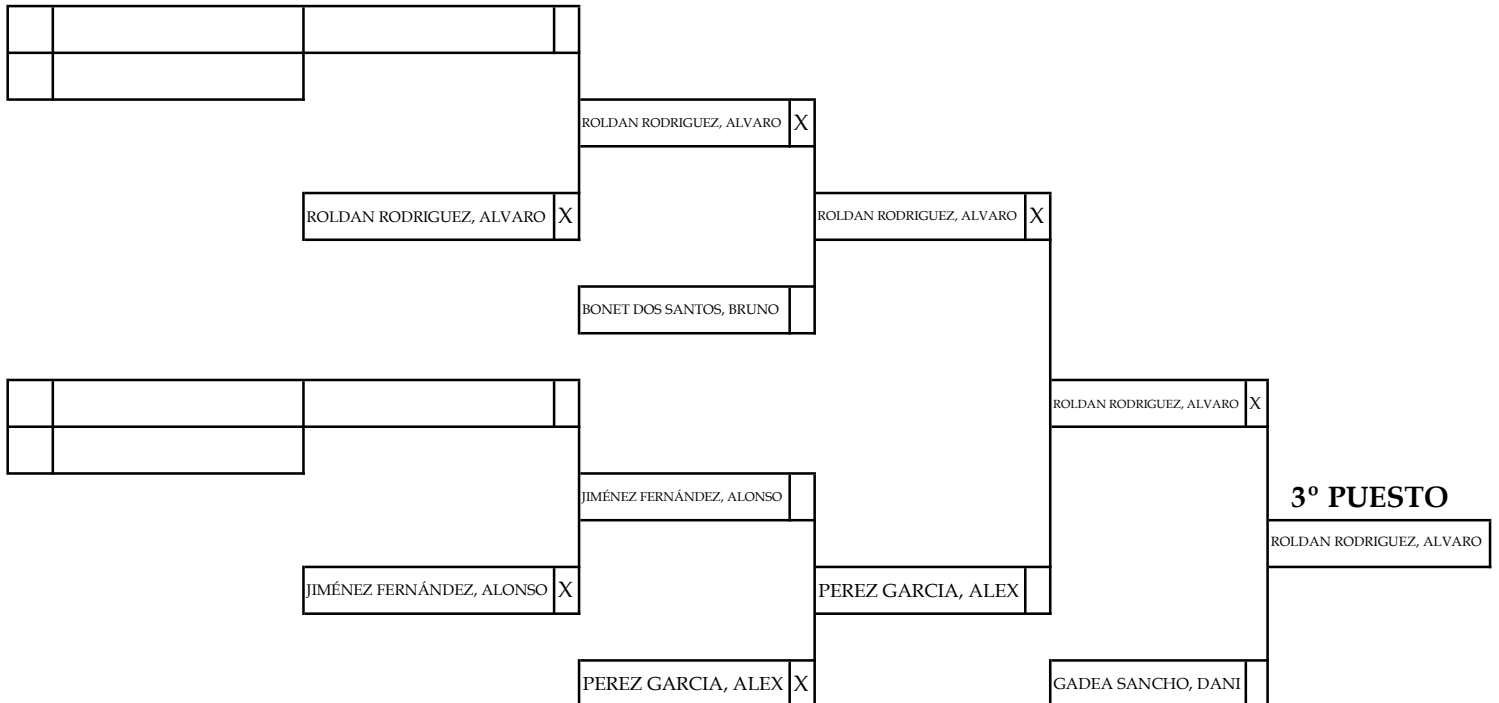 ROLDAN RODRIGUEZ, ALVARO X
ROLDAN RODRIGUEZ, ALVARO X
ROLDAN RODRIGUEZ, ALVARO X
BONET DOS SANTOS, BRUNO
ROLDAN RODRIGUEZ, ALVARO X
JIMÉNEZ FERNÁNDEZ, ALONSO
3º PUESTO
ROLDAN RODRIGUEZ, ALVARO
JIMÉNEZ FERNÁNDEZ, ALONSO X
PEREZ GARCIA, ALEX
PEREZ GARCIA, ALEX X
GADEA SANCHO, DANI